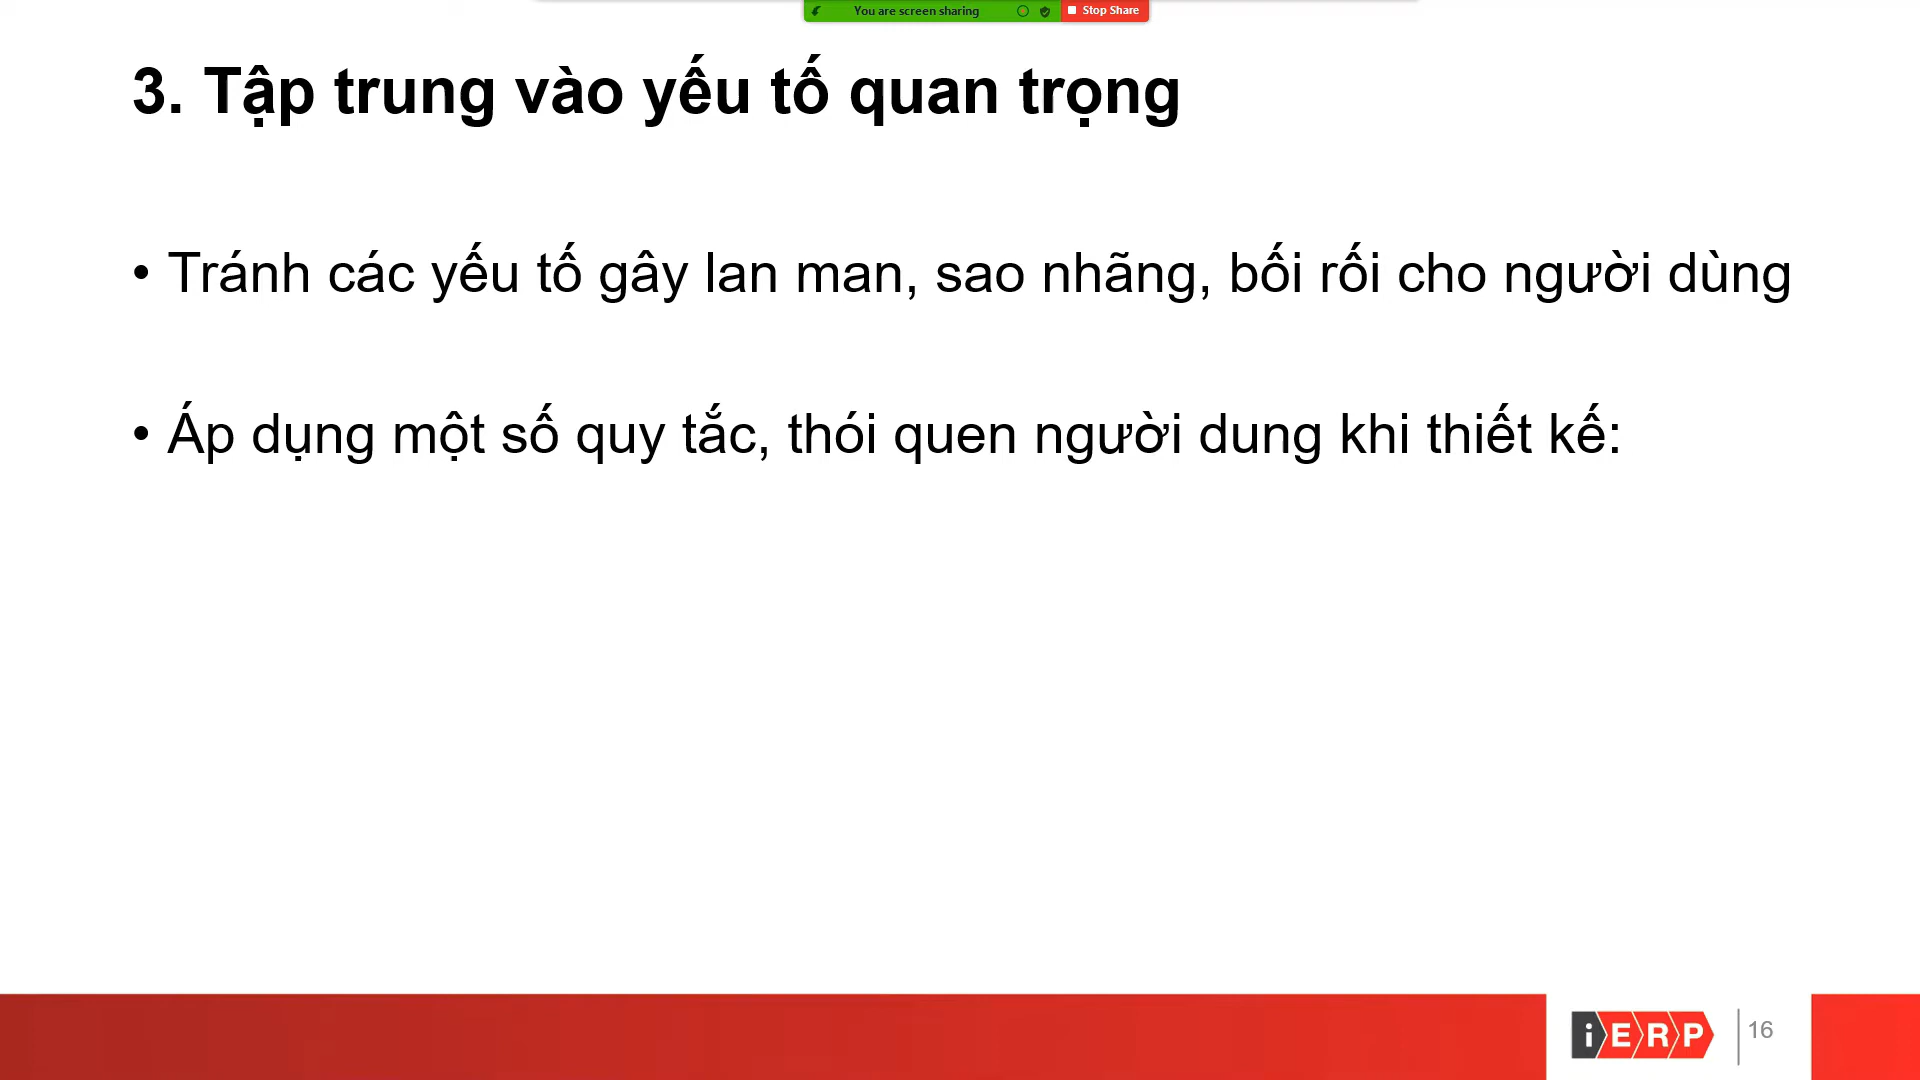 You are screen sharing
Stop Share
3. Tập trung vào yếu tố quan trọng
• Tránh các yếu tố gây lan man, sao nhãng, bối rối cho người dùng
• Áp dụng một số quy tắc, thói quen người dung khi thiết kế:
iERP
16